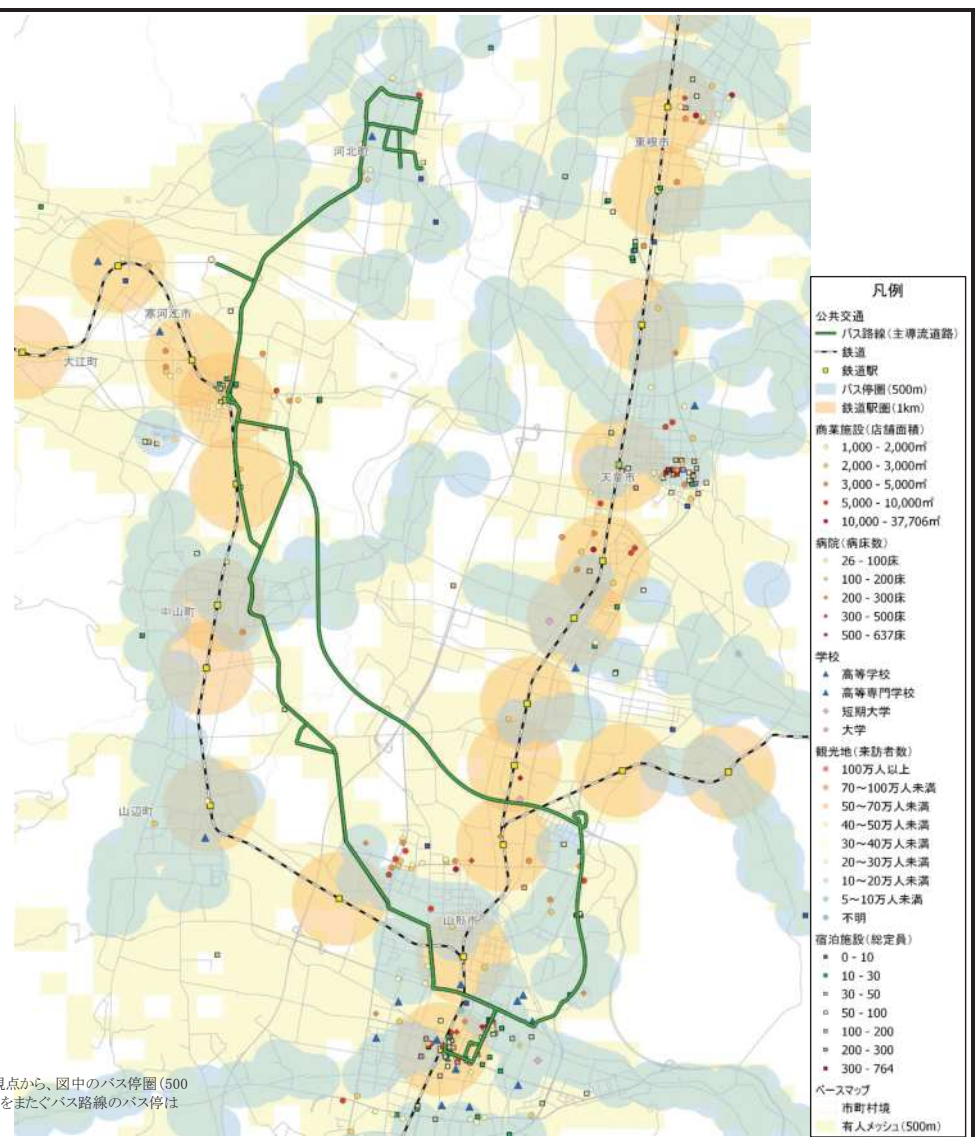 河北町
東根市
寒河江市
大江町
天童市
中山町
山辺町
山形市
見点から、図中のバス停圏(500
をまたぐバス路線のバス停は
凡例
公共交通
バス路線(主導流道路)
鉄道
鉄道駅
バス停圏(500m)
鉄道駅圏(1km)
商業施設(店舗面積)
1,000 - 2,000㎡
2,000 - 3,000㎡
3,000 - 5,000㎡
5,000 - 10,000㎡
10,000 - 37,706㎡
病院(病床数)
26 - 100床
100 - 200床
200 - 300床
300 - 500床
500 - 637床
学校
高等学校
高等専門学校
短期大学
大学
観光地(来訪者数)
100万人以上
70～100万人未満
50～70万人未満
40～50万人未満
30～40万人未満
20～30万人未満
10～20万人未満
5～10万人未満
不明
宿泊施設(総定員)
0 - 10
10 - 30
30 - 50
50 - 100
100 - 200
200 - 300
300 - 764
ベースマップ
市町村境
有人メッシュ(500m)